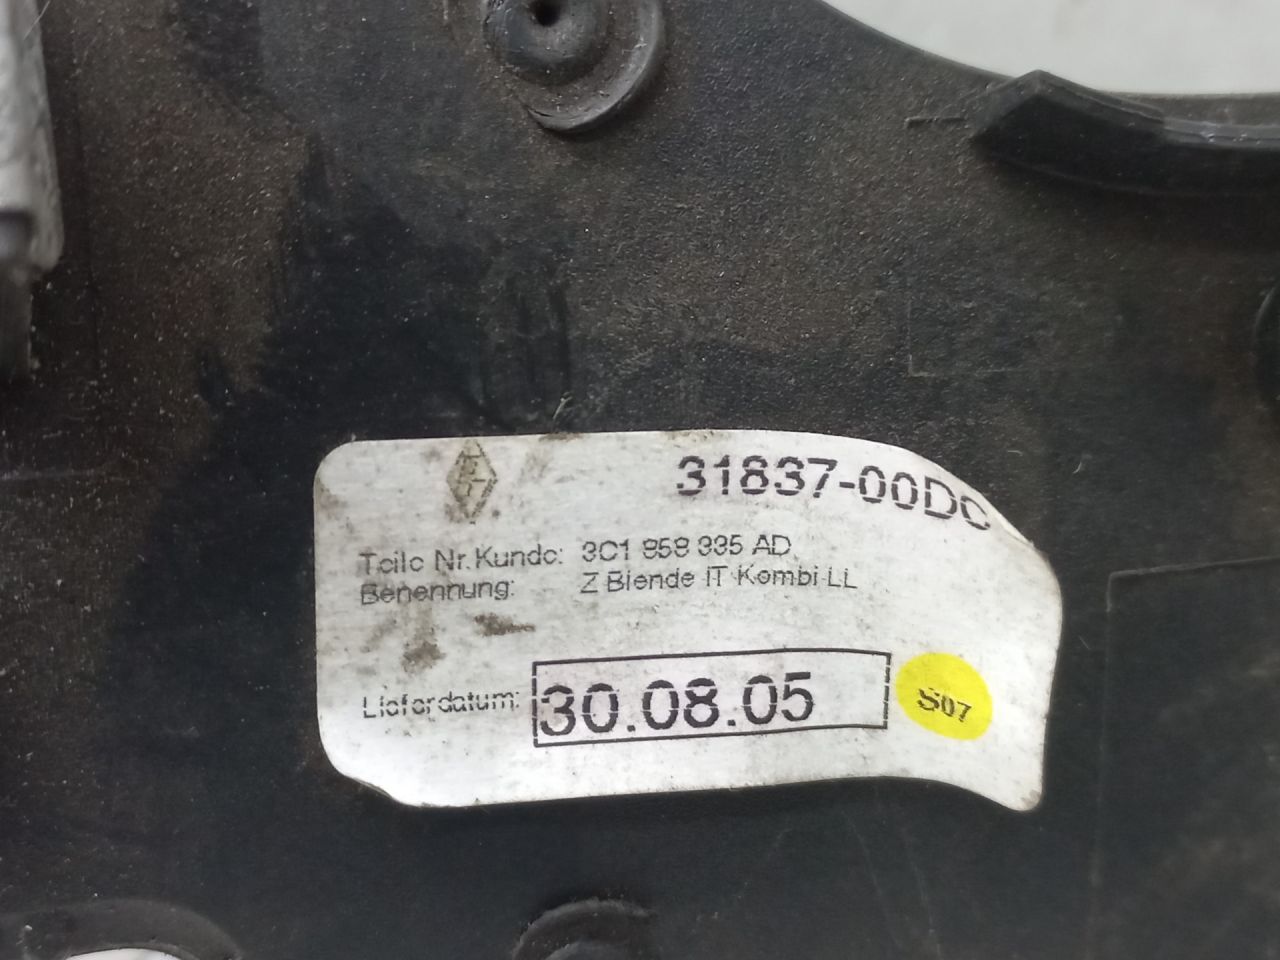 31837-00DC
Teile Nr. Kunde: 3C1 858 335 AD
Benennung: Z Blende IT Kombi LL
Lieferdatum: 30.08.05
S07